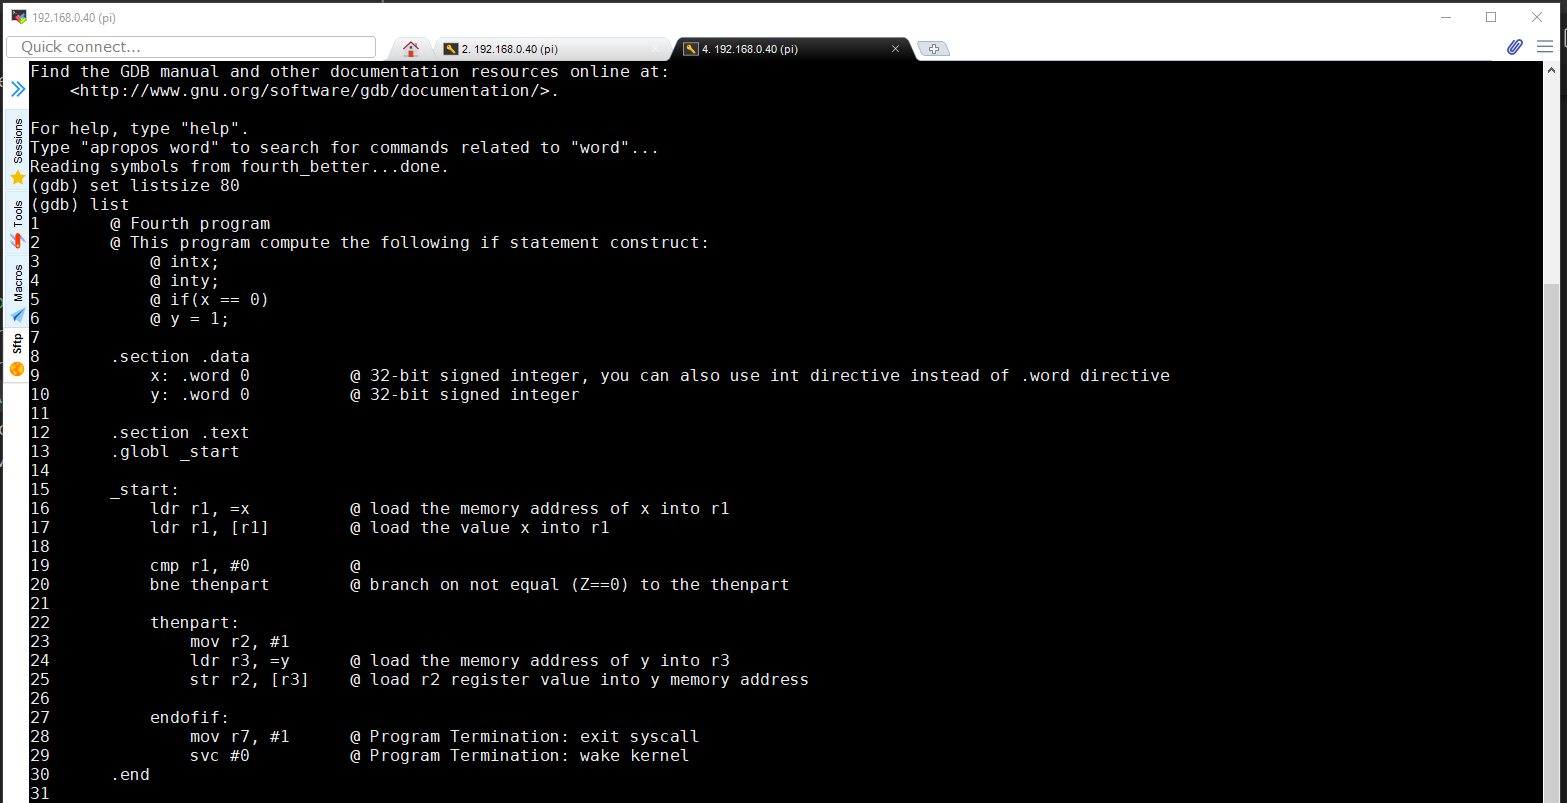 192.168.0.40 (pi)
Quick connect...
2. 192.168.0.40 (pi)
4. 192.168.0.40 (pi)
Sessions
Tools
Macros
Sftp
Find the GDB manual and other documentation resources online at:
    <http://www.gnu.org/software/gdb/documentation/>.
For help, type "help".
Type "apropos word" to search for commands related to "word"...
Reading symbols from fourth_better...done.
(gdb) set listsize 80
(gdb) list
1       @ Fourth program
2       @ This program compute the following if statement construct:
3           @ intx;
4           @ inty;
5           @ if(x == 0)
6           @ y = 1;
7
8       .section .data
9           x: .word 0          @ 32-bit signed integer, you can also use int directive instead of .word directive
10          y: .word 0          @ 32-bit signed integer
11
12      .section .text
13      .globl _start
14
15      _start:
16          ldr r1, =x          @ load the memory address of x into r1
17          ldr r1, [r1]        @ load the value x into r1
18
19          cmp r1, #0          @
20          bne thenpart        @ branch on not equal (Z==0) to the thenpart
21
22          thenpart:
23              mov r2, #1
24              ldr r3, =y      @ load the memory address of y into r3
25              str r2, [r3]    @ load r2 register value into y memory address
26
27          endofif:
28              mov r7, #1      @ Program Termination: exit syscall
29              svc #0          @ Program Termination: wake kernel
30      .end
31